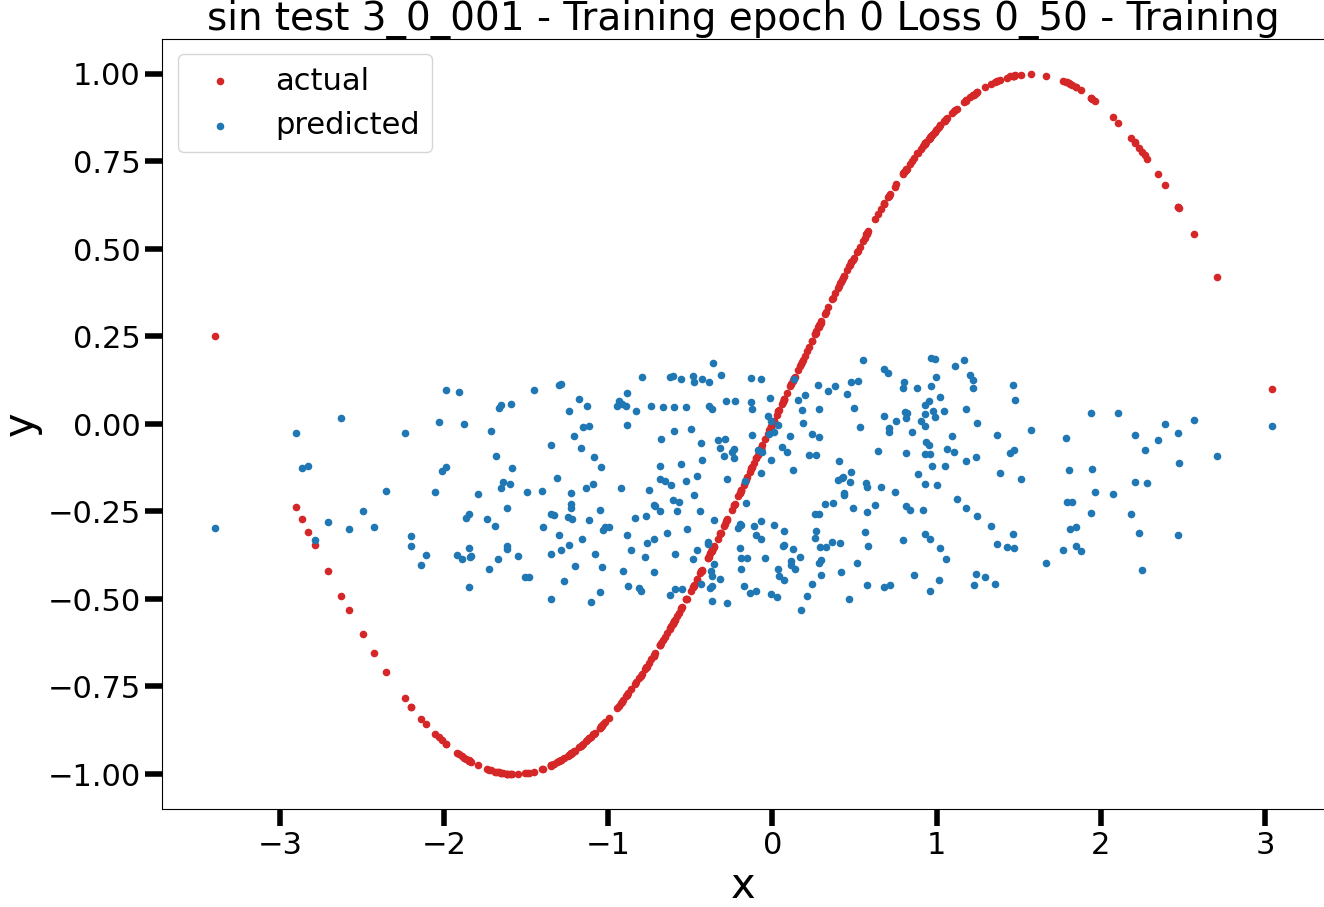 sin test 3_0_001 - Training epoch 0 Loss 0_50 - Training
actual
predicted
1.00
0.75
0.50
0.25
0.00
−0.25
−0.50
−0.75
−1.00
y
−3 −2 −1 0 1 2 3
x